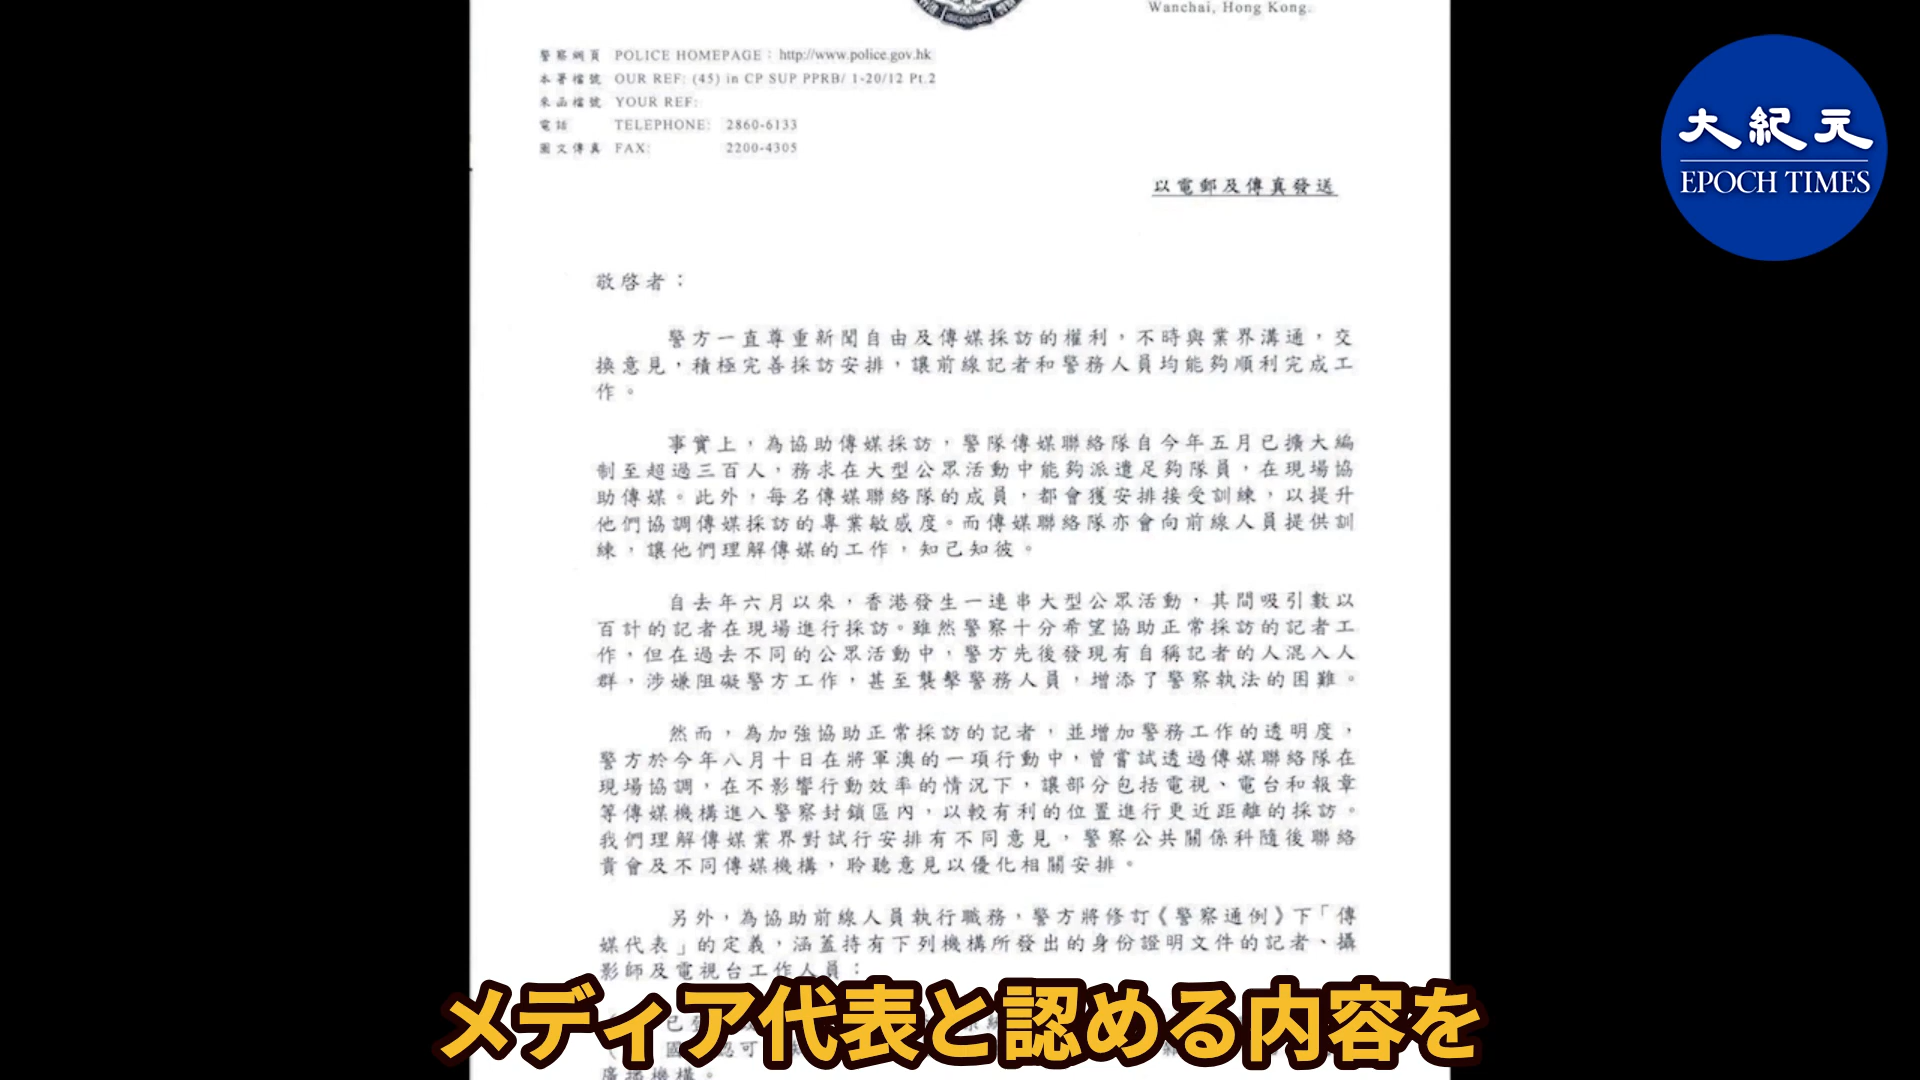 Wanchai, Hong Kong.
警察網頁 POLICE HOMEPAGE : http://www.police.gov.hk
本署檔號 OUR REF: (45) in CP SUP PPRB/ 1-20/12 Pt.2
來函檔號 YOUR REF:
電話 TELEPHONE: 2860-6133
圖文傳真 FAX: 2200-4305
大紀元
EPOCH TIMES
以電郵及傳真發送
敬啓者：
警方一直尊重新聞自由及傳媒採訪的權利，不時與業界溝通，交
換意見，積極完善採訪安排，讓前線記者和警務人員均能夠順利完成工
作。
事實上，為協助傳媒採訪，警隊傳媒聯絡隊自今年五月已擴大編
制至超過三百人，務求在大型公眾活動中能夠派遣足夠隊員，在現場協
助傳媒。此外，每名傳媒聯絡隊的成員，都會獲安排接受訓練，以提升
他們協調傳媒採訪的專業敏感度。而傳媒聯絡隊亦會向前線人員提供訓
練，讓他們理解傳媒的工作，知己知彼。
自去年六月以來，香港發生一連串大型公眾活動，其間吸引數以
百計的記者在現場進行採訪。雖然警察十分希望協助正常採訪的記者工
作，但在過去不同的公眾活動中，警方先後發現有自稱記者的人混入人
群，涉嫌阻礙警方工作，甚至襲擊警務人員，增添了警察執法的困難。
然而，為加強協助正常採訪的記者，並增加警務工作的透明度，
警方於今年八月十日在將軍澳的一項行動中，曾嘗試透過傳媒聯絡隊在
現場協調，在不影響行動效率的情況下，讓部分包括電視、電台和報章
等傳媒機構進入警察封鎖區內，以較有利的位置進行更近距離的採訪。
我們理解傳媒業界對試行安排有不同意見，警察公共關係科隨後聯絡
貴會及不同傳媒機構，聆聽意見以優化相關安排。
另外，為協助前線人員執行職務，警方將修訂《警察通例》下「傳
媒代表」的定義，涵蓋持有下列機構所發出的身份證明文件的記者、攝
影師及電視台工作人員：
メディア代表と認める内容を